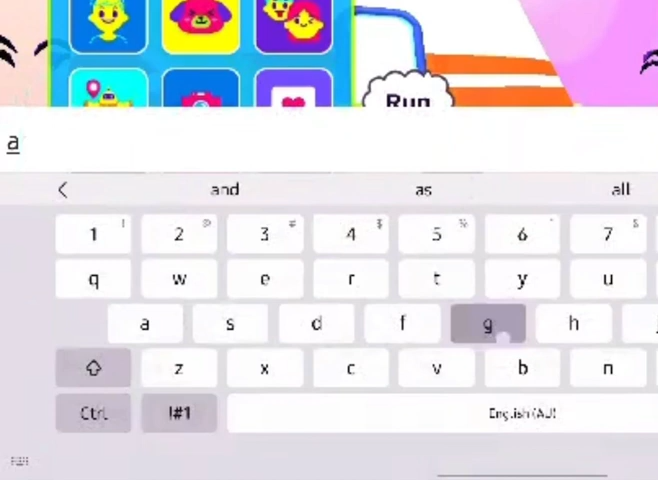 Run
a
and as all
! @ # $ % ^ &
1 2 3 4 5 6 7
q w e r t y u
a s d f g h
z x c v b n
Ctrl !#1 English (AU)